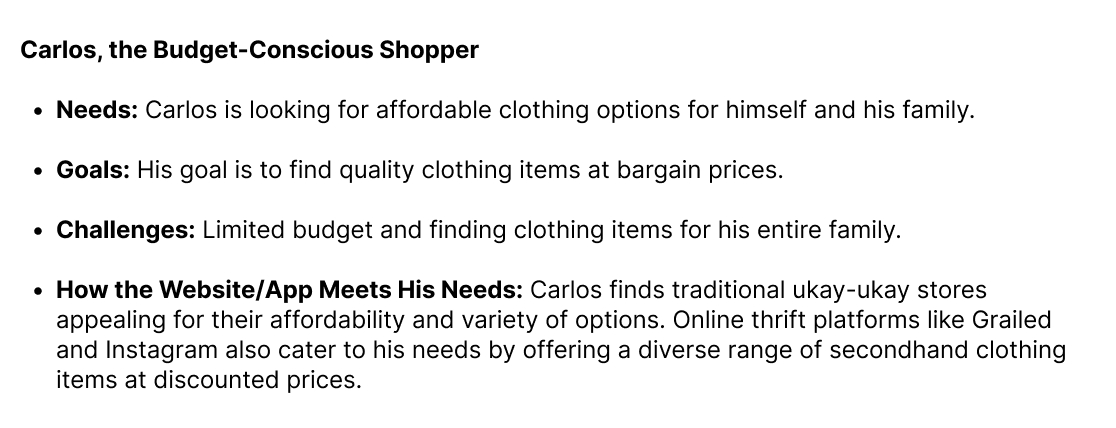 Carlos, the Budget-Conscious Shopper
• Needs: Carlos is looking for affordable clothing options for himself and his family.
• Goals: His goal is to find quality clothing items at bargain prices.
• Challenges: Limited budget and finding clothing items for his entire family.
• How the Website/App Meets His Needs: Carlos finds traditional ukay-ukay stores
appealing for their affordability and variety of options. Online thrift platforms like Grailed
and Instagram also cater to his needs by offering a diverse range of secondhand clothing
items at discounted prices.